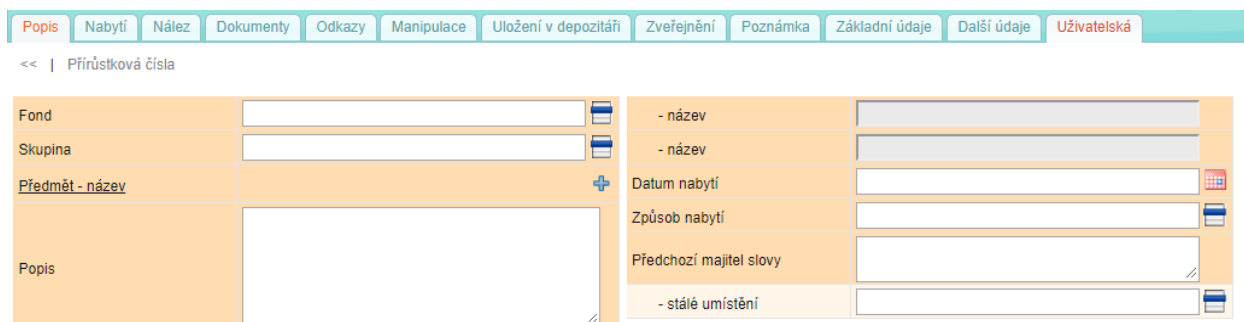 Popis Nabytí Nález Dokumenty Odkazy Manipulace Uložení v depozitáři Zveřejnění Poznámka Základní údaje Další údaje Uživatelská
<< | Přírůstková čísla
Fond - název
Skupina - název
Předmět - název Datum nabytí
Způsob nabytí
Popis Předchozí majitel slovy
- stálé umístění